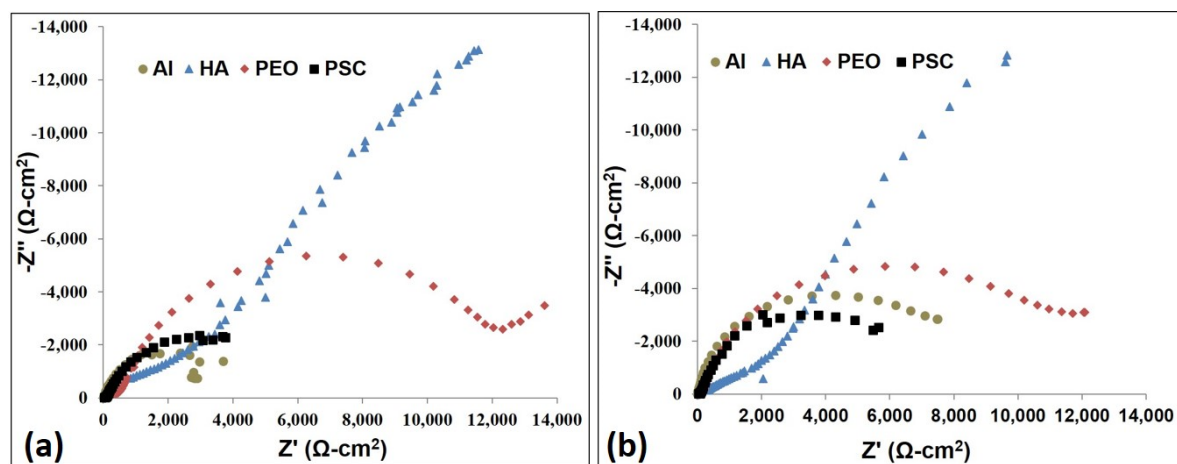 -14,000
-12,000
-10,000
-8,000
-6,000
-4,000
-2,000
0
-Z'' (Ω-cm²)
Al HA PEO PSC
0 2,000 4,000 6,000 8,000 10,000 12,000 14,000
Z' (Ω-cm²)
(a)
-14,000
-12,000
-10,000
-8,000
-6,000
-4,000
-2,000
0
-Z'' (Ω-cm²)
Al HA PEO PSC
0 2,000 4,000 6,000 8,000 10,000 12,000 14,000
Z' (Ω-cm²)
(b)